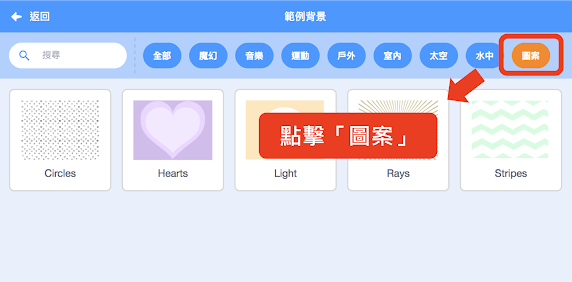 返回
範例背景
搜尋
全部
魔幻
音樂
運動
戶外
室內
太空
水中
圖案
點擊「圖案」
Circles
Hearts
Light
Rays
Stripes